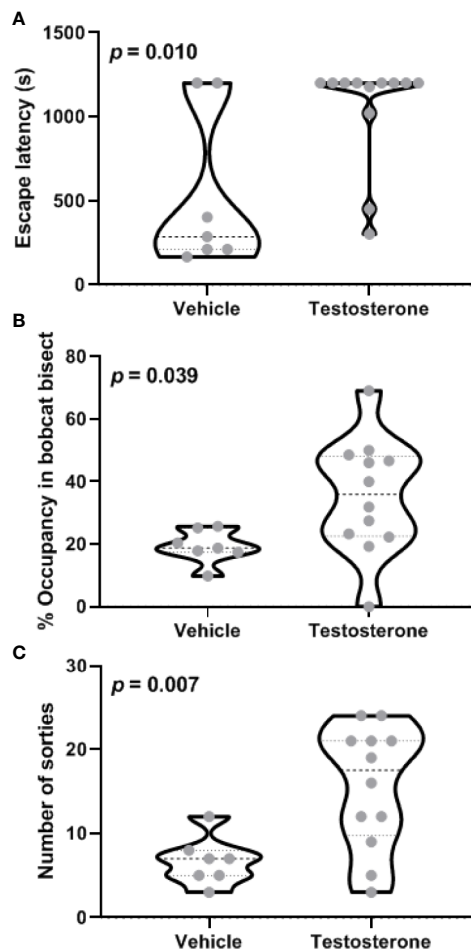 A
p = 0.010
Escape latency (s)
1500
1000
500
0
Vehicle Testosterone
B
p = 0.039
% Occupancy in bobcat bisect
80
60
40
20
0
Vehicle Testosterone
C
p = 0.007
Number of sorties
30
20
10
0
Vehicle Testosterone